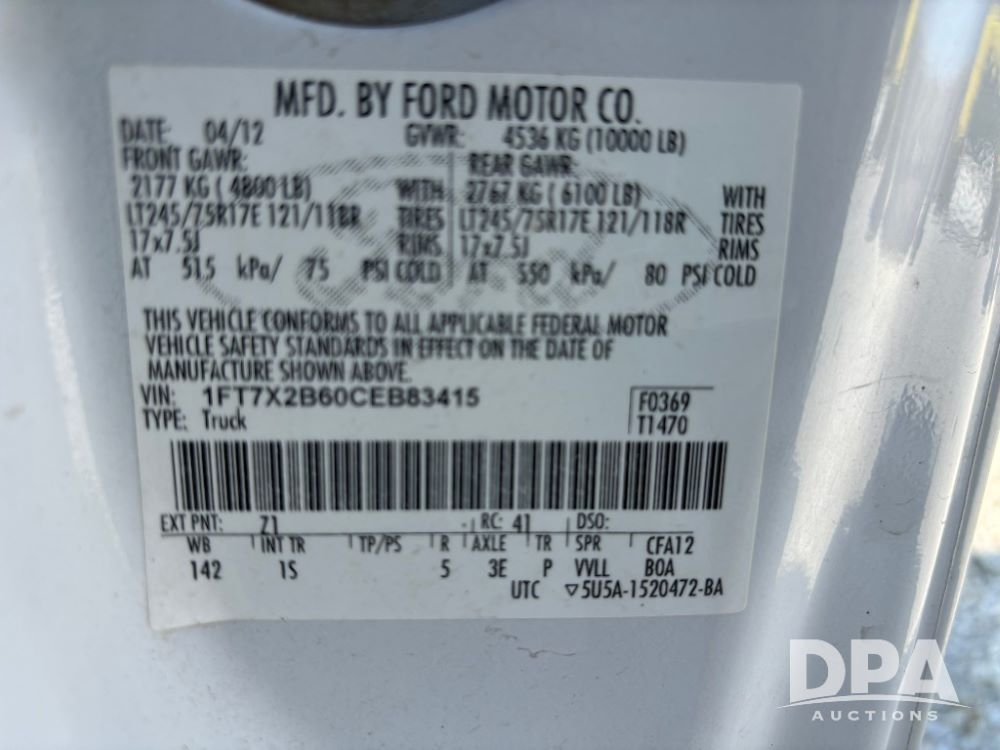 MFD. BY FORD MOTOR CO.
DATE: 04/12 GVWR: 4536 KG (10000 LB)
FRONT GAWR: REAR GAWR:
2177 KG ( 4800 LB) WITH 2767 KG ( 6100 LB) WITH
LT245/75R17E 121/118R TIRES LT245/75R17E 121/118R TIRES
17x7.5J RIMS 17x7.5J RIMS
AT 515 kPa/ 75 PSI COLD AT 550 kPa/ 80 PSI COLD
THIS VEHICLE CONFORMS TO ALL APPLICABLE FEDERAL MOTOR
VEHICLE SAFETY STANDARDS IN EFFECT ON THE DATE OF
MANUFACTURE SHOWN ABOVE.
VIN: 1FT7X2B60CEB83415 F0369
TYPE: Truck T1470
EXT PNT: Z1 RC: 41 DSO:
WB INT TR TP/PS R AXLE TR SPR CFA12
142 1S 5 3E P VVLL BOA
UTC ▽5U5A-1520472-BA
DPA
AUCTIONS